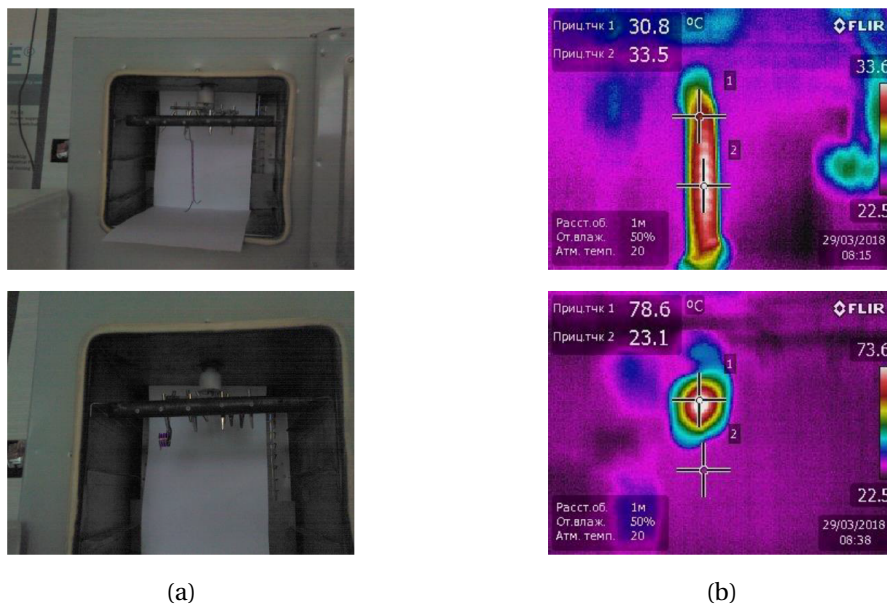 Приц.тчк 1 30.8 °C
FLIR
Приц.тчк 2 33.5
33.6
1
2
Расст.об. 1м
От.влаж. 50%
Атм. темп. 20
22.5
29/03/2018
08:15
Приц.тчк 1 78.6 °C
FLIR
Приц.тчк 2 23.1
73.6
1
2
Расст.об. 1м
От.влаж. 50%
Атм. темп. 20
22.5
29/03/2018
08:38
(a)
(b)